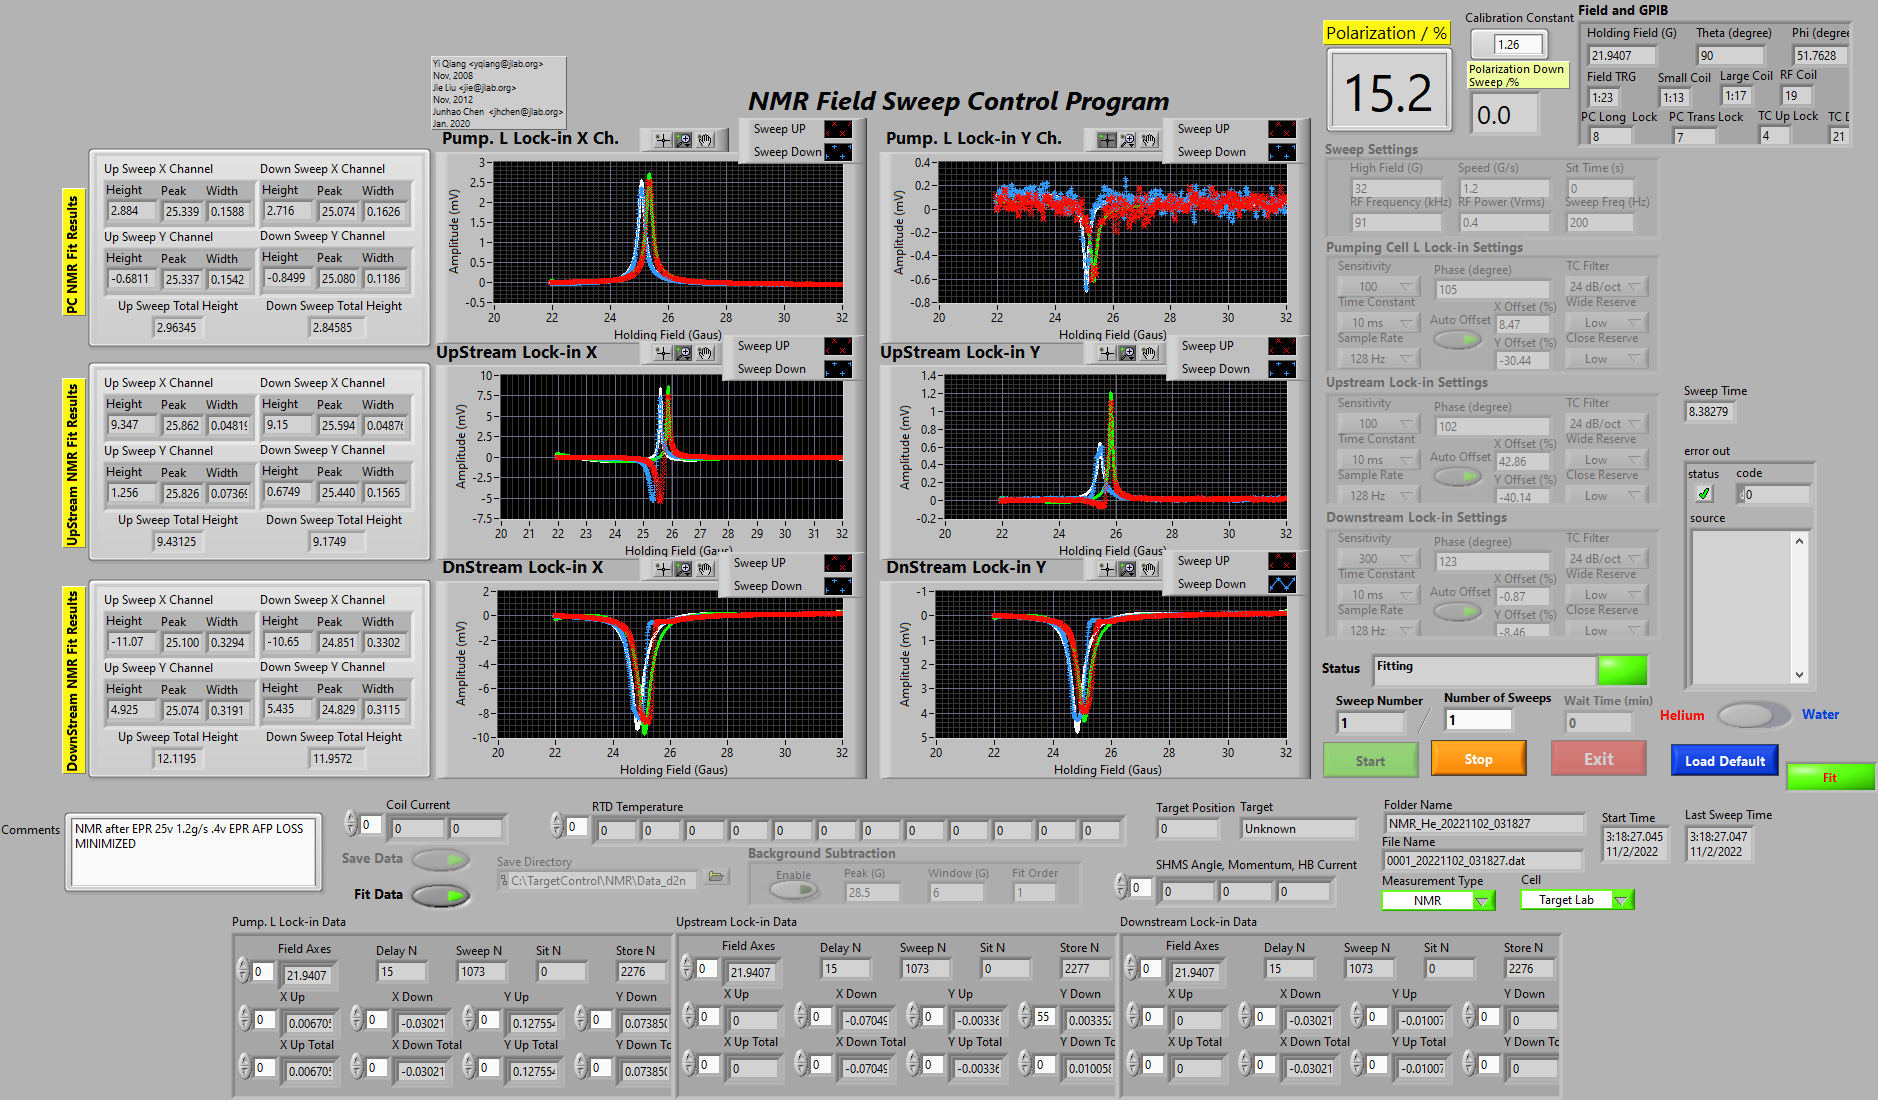 Yi Qiang <yqiang@jlab.org>
Nov, 2008
Jie Liu <jie@jlab.org>
Nov, 2012
Junhao Chen <jhchen@jlab.org>
Jan. 2020
NMR Field Sweep Control Program
Polarization / %
15.2
Calibration Constant
1.26
Polarization Down
Sweep /%
0.0
Field and GPIB
Holding Field (G) Theta (degree) Phi (degree
21.9407 90 51.7628
Field TRG Small Coil Large Coil RF Coil
1:23 1:13 1:17 19
PC Long Lock PC Trans Lock TC Up Lock TC D
8 7 4 21
PC NMR Fit Results
Up Sweep X Channel Down Sweep X Channel
Height Peak Width Height Peak Width
2.884 25.339 0.1588 2.716 25.074 0.1626
Up Sweep Y Channel Down Sweep Y Channel
Height Peak Width Height Peak Width
-0.6811 25.337 0.1542 -0.8499 25.080 0.1186
Up Sweep Total Height Down Sweep Total Height
2.96345 2.84585
UpStream NMR Fit Results
Up Sweep X Channel Down Sweep X Channel
Height Peak Width Height Peak Width
9.347 25.862 0.04819 9.15 25.594 0.04876
Up Sweep Y Channel Down Sweep Y Channel
Height Peak Width Height Peak Width
1.256 25.826 0.07369 0.6749 25.440 0.1565
Up Sweep Total Height Down Sweep Total Height
9.43125 9.1749
DownStream NMR Fit Results
Up Sweep X Channel Down Sweep X Channel
Height Peak Width Height Peak Width
-11.07 25.100 0.3294 -10.65 24.851 0.3302
Up Sweep Y Channel Down Sweep Y Channel
Height Peak Width Height Peak Width
4.925 25.074 0.3191 5.435 24.829 0.3115
Up Sweep Total Height Down Sweep Total Height
12.1195 11.9572
Pump. L Lock-in X Ch.
Sweep UP
Sweep Down
Amplitude (mV)
3
2.5
2
1.5
1
0.5
0
-0.5
20 22 24 26 28 30 32
Holding Field (Gaus)
Pump. L Lock-in Y Ch.
Sweep UP
Sweep Down
Amplitude (mV)
0.4
0.2
0
-0.2
-0.4
-0.6
-0.8
20 22 24 26 28 30 32
Holding Field (Gaus)
UpStream Lock-in X
Sweep UP
Sweep Down
Amplitude (mV)
10
7.5
5
2.5
0
-2.5
-5
-7.5
20 21 22 23 24 25 26 27 28 29 30 31 32
Holding Field (Gaus)
UpStream Lock-in Y
Sweep UP
Sweep Down
Amplitude (mV)
1.4
1.2
1
0.8
0.6
0.4
0.2
0
-0.2
20 22 24 26 28 30 32
Holding Field (Gaus)
DnStream Lock-in X
Sweep UP
Sweep Down
Amplitude (mV)
2
0
-2
-4
-6
-8
-10
20 22 24 26 28 30 32
Holding Field (Gaus)
DnStream Lock-in Y
Sweep UP
Sweep Down
Amplitude (mV)
-1
0
1
2
3
4
5
20 22 24 26 28 30 32
Holding Field (Gaus)
Sweep Settings
High Field (G) Speed (G/s) Sit Time (s)
32 1.2 0
RF Frequency (kHz) RF Power (Vrms) Sweep Freq (Hz)
91 0.4 200
Pumping Cell L Lock-in Settings
Sensitivity Phase (degree) TC Filter
100 105 24 dB/oct
Time Constant X Offset (%) Wide Reserve
10 ms Auto Offset 8.47 Low
Sample Rate Y Offset (%) Close Reserve
128 Hz -30.44 Low
Upstream Lock-in Settings
Sensitivity Phase (degree) TC Filter
100 102 24 dB/oct
Time Constant X Offset (%) Wide Reserve
10 ms Auto Offset 42.86 Low
Sample Rate Y Offset (%) Close Reserve
128 Hz -40.14 Low
Downstream Lock-in Settings
Sensitivity Phase (degree) TC Filter
300 123 24 dB/oct
Time Constant X Offset (%) Wide Reserve
10 ms Auto Offset -0.87 Low
Sample Rate Y Offset (%) Close Reserve
128 Hz -8.46 Low
Sweep Time
8.38279
error out
status code
0
source
Status Fitting
Sweep Number Number of Sweeps Wait Time (min)
1 / 1 0
Helium Water
Start Stop Exit Load Default Fit
Comments
NMR after EPR 25v 1.2g/s .4v EPR AFP LOSS
MINIMIZED
Coil Current
0 0 0
Save Data
Fit Data
RTD Temperature
0 0 0 0 0 0 0 0 0 0 0 0 0
Save Directory
C:\TargetControl\NMR\Data_d2n
Background Subtraction
Enable Peak (G) Window (G) Fit Order
28.5 6 1
Target Position Target
0 Unknown
SHMS Angle, Momentum, HB Current
0 0 0 0
Folder Name
NMR_He_20221102_031827
File Name
0001_20221102_031827.dat
Measurement Type Cell
NMR Target Lab
Start Time Last Sweep Time
3:18:27.045 3:18:27.047
11/2/2022 11/2/2022
Pump. L Lock-in Data
Field Axes Delay N Sweep N Sit N Store N
0 21.9407 15 1073 0 2276
X Up X Down Y Up Y Down
0 0.00670 0 -0.03021 0 0.127554 0 0.07385
X Up Total X Down Total Y Up Total Y Down To
0 0.00670 0 -0.03021 0 0.127554 0 0.07385
Upstream Lock-in Data
Field Axes Delay N Sweep N Sit N Store N
0 21.9407 15 1073 0 2277
X Up X Down Y Up Y Down
0 0 0 -0.07049 0 -0.00336 55 0.003352
X Up Total X Down Total Y Up Total Y Down Tc
0 0 0 -0.07049 0 -0.00336 0 0.010058
Downstream Lock-in Data
Field Axes Delay N Sweep N Sit N Store N
0 21.9407 15 1073 0 2276
X Up X Down Y Up Y Down
0 0 0 -0.03021 0 -0.01007 0 0
X Up Total X Down Total Y Up Total Y Down Tc
0 0 0 -0.03021 0 -0.01007 0 0